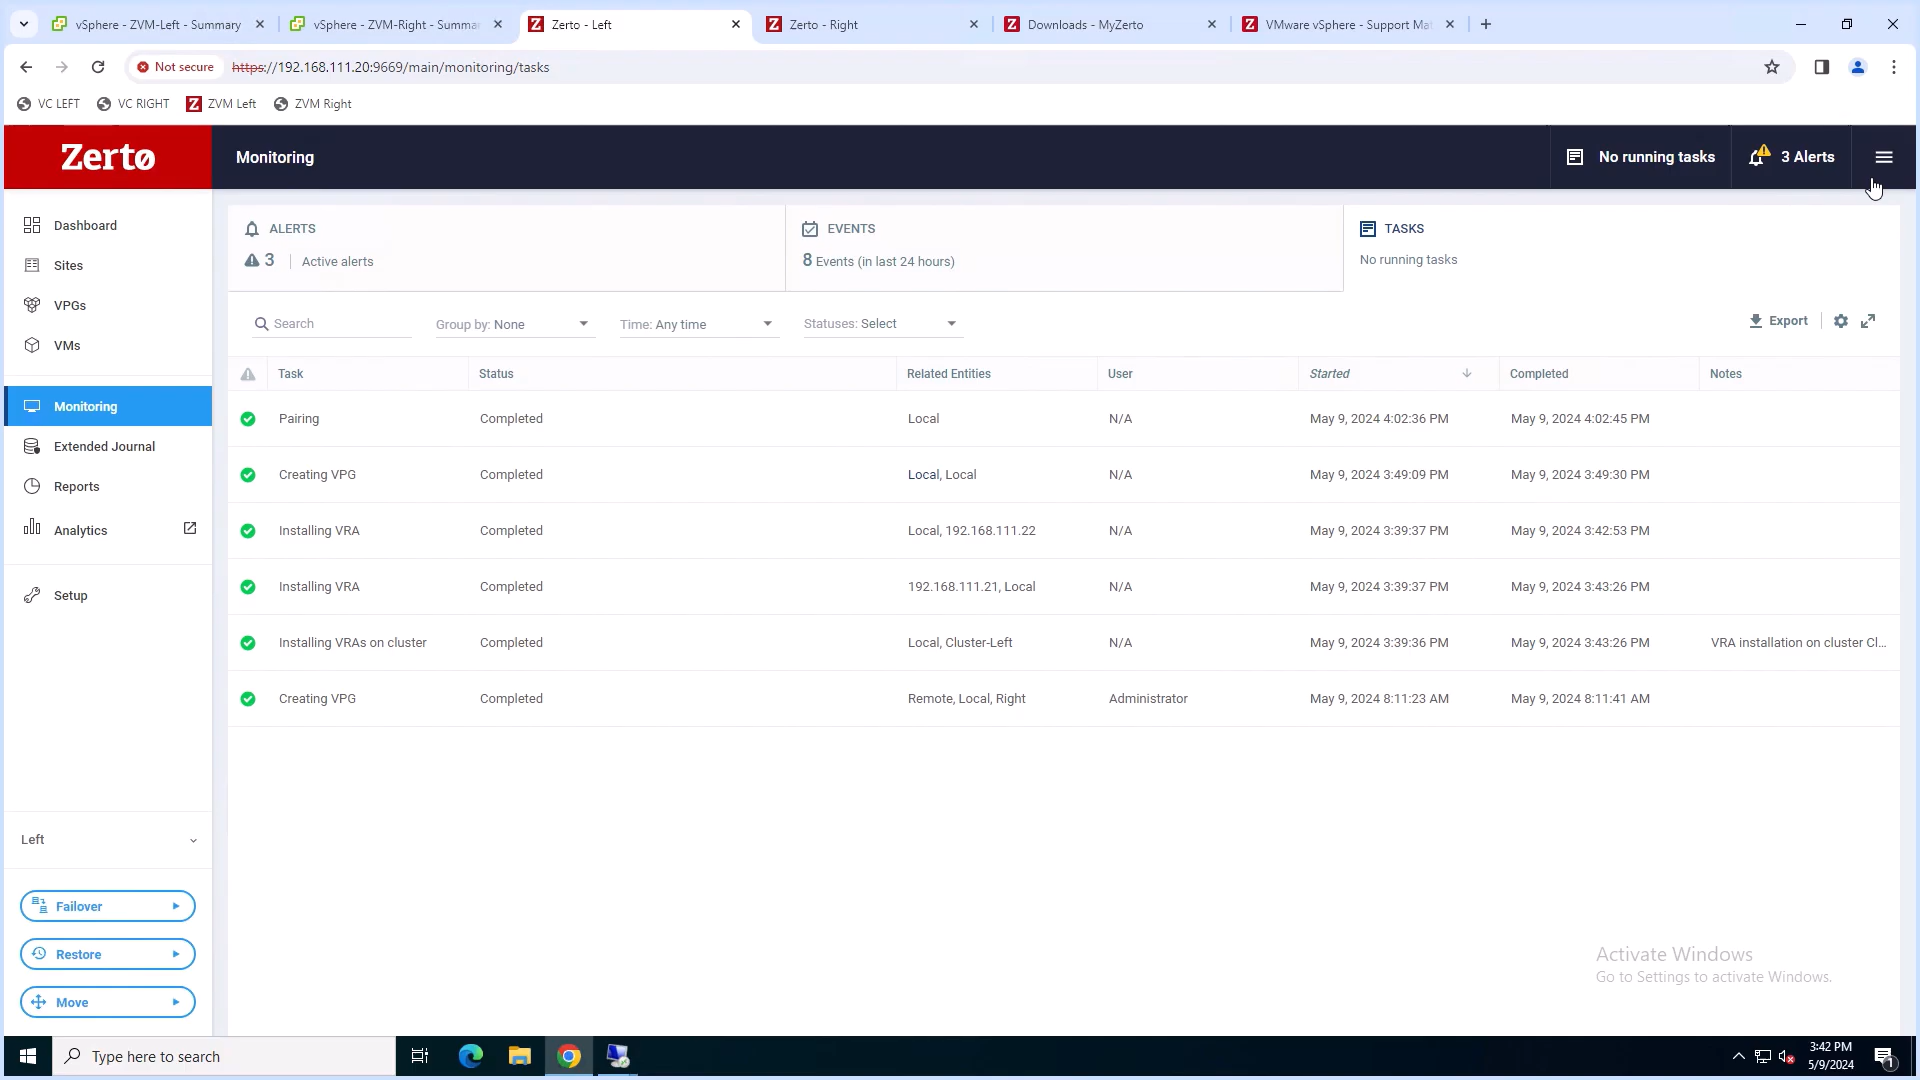 vSphere - ZVM-Left - Summary
vSphere - ZVM-Right - Summa
Zerto - Left
Zerto - Right
Downloads - MyZerto
VMware vSphere - Support Mat
Not secure
https://192.168.111.20:9669/main/monitoring/tasks
VC LEFT
VC RIGHT
ZVM Left
ZVM Right
Zerto
Monitoring
No running tasks
3 Alerts
Dashboard
Sites
VPGs
VMs
Monitoring
Extended Journal
Reports
Analytics
Setup
Left
Failover
Restore
Move
ALERTS
3 | Active alerts
EVENTS
8 Events (in last 24 hours)
TASKS
No running tasks
Search
Group by: None
Time: Any time
Statuses: Select
Export
Task Status Related Entities User Started Completed Notes
Pairing Completed Local N/A May 9, 2024 4:02:36 PM May 9, 2024 4:02:45 PM
Creating VPG Completed Local, Local N/A May 9, 2024 3:49:09 PM May 9, 2024 3:49:30 PM
Installing VRA Completed Local, 192.168.111.22 N/A May 9, 2024 3:39:37 PM May 9, 2024 3:42:53 PM
Installing VRA Completed 192.168.111.21, Local N/A May 9, 2024 3:39:37 PM May 9, 2024 3:43:26 PM
Installing VRAs on cluster Completed Local, Cluster-Left N/A May 9, 2024 3:39:36 PM May 9, 2024 3:43:26 PM VRA installation on cluster Cl...
Creating VPG Completed Remote, Local, Right Administrator May 9, 2024 8:11:23 AM May 9, 2024 8:11:41 AM
Activate Windows
Go to Settings to activate Windows.
Type here to search
3:42 PM
5/9/2024
1